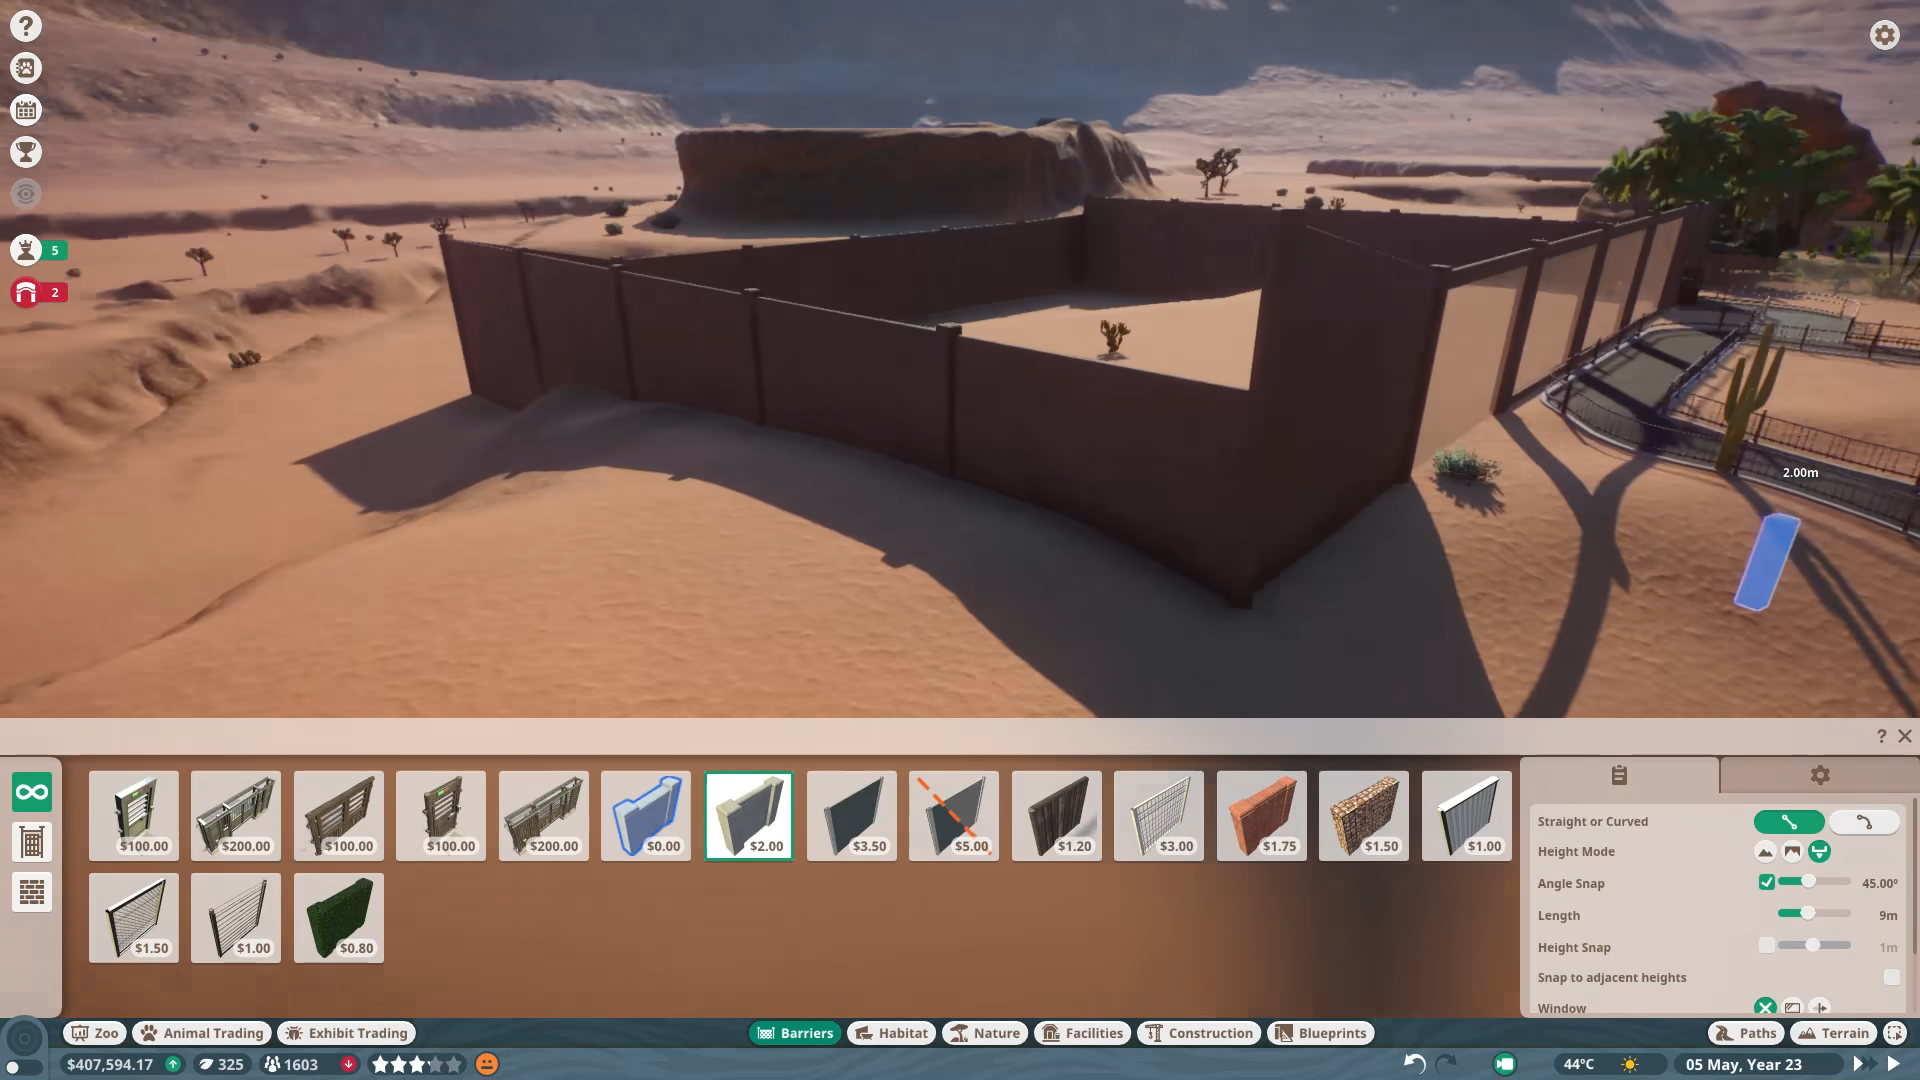 ?
5
2
2.00m
? ✕
$100.00
$200.00
$100.00
$100.00
$200.00
$0.00
$2.00
$3.50
$5.00
$1.20
$3.00
$1.75
$1.50
$1.00
$1.50
$1.00
$0.80
Straight or Curved
Height Mode
Angle Snap 45.00º
Length 9m
Height Snap 1m
Snap to adjacent heights
Window
Zoo Animal Trading Exhibit Trading Barriers Habitat Nature Facilities Construction Blueprints Paths Terrain
$407,594.17 325 1603 44°C 05 May, Year 23